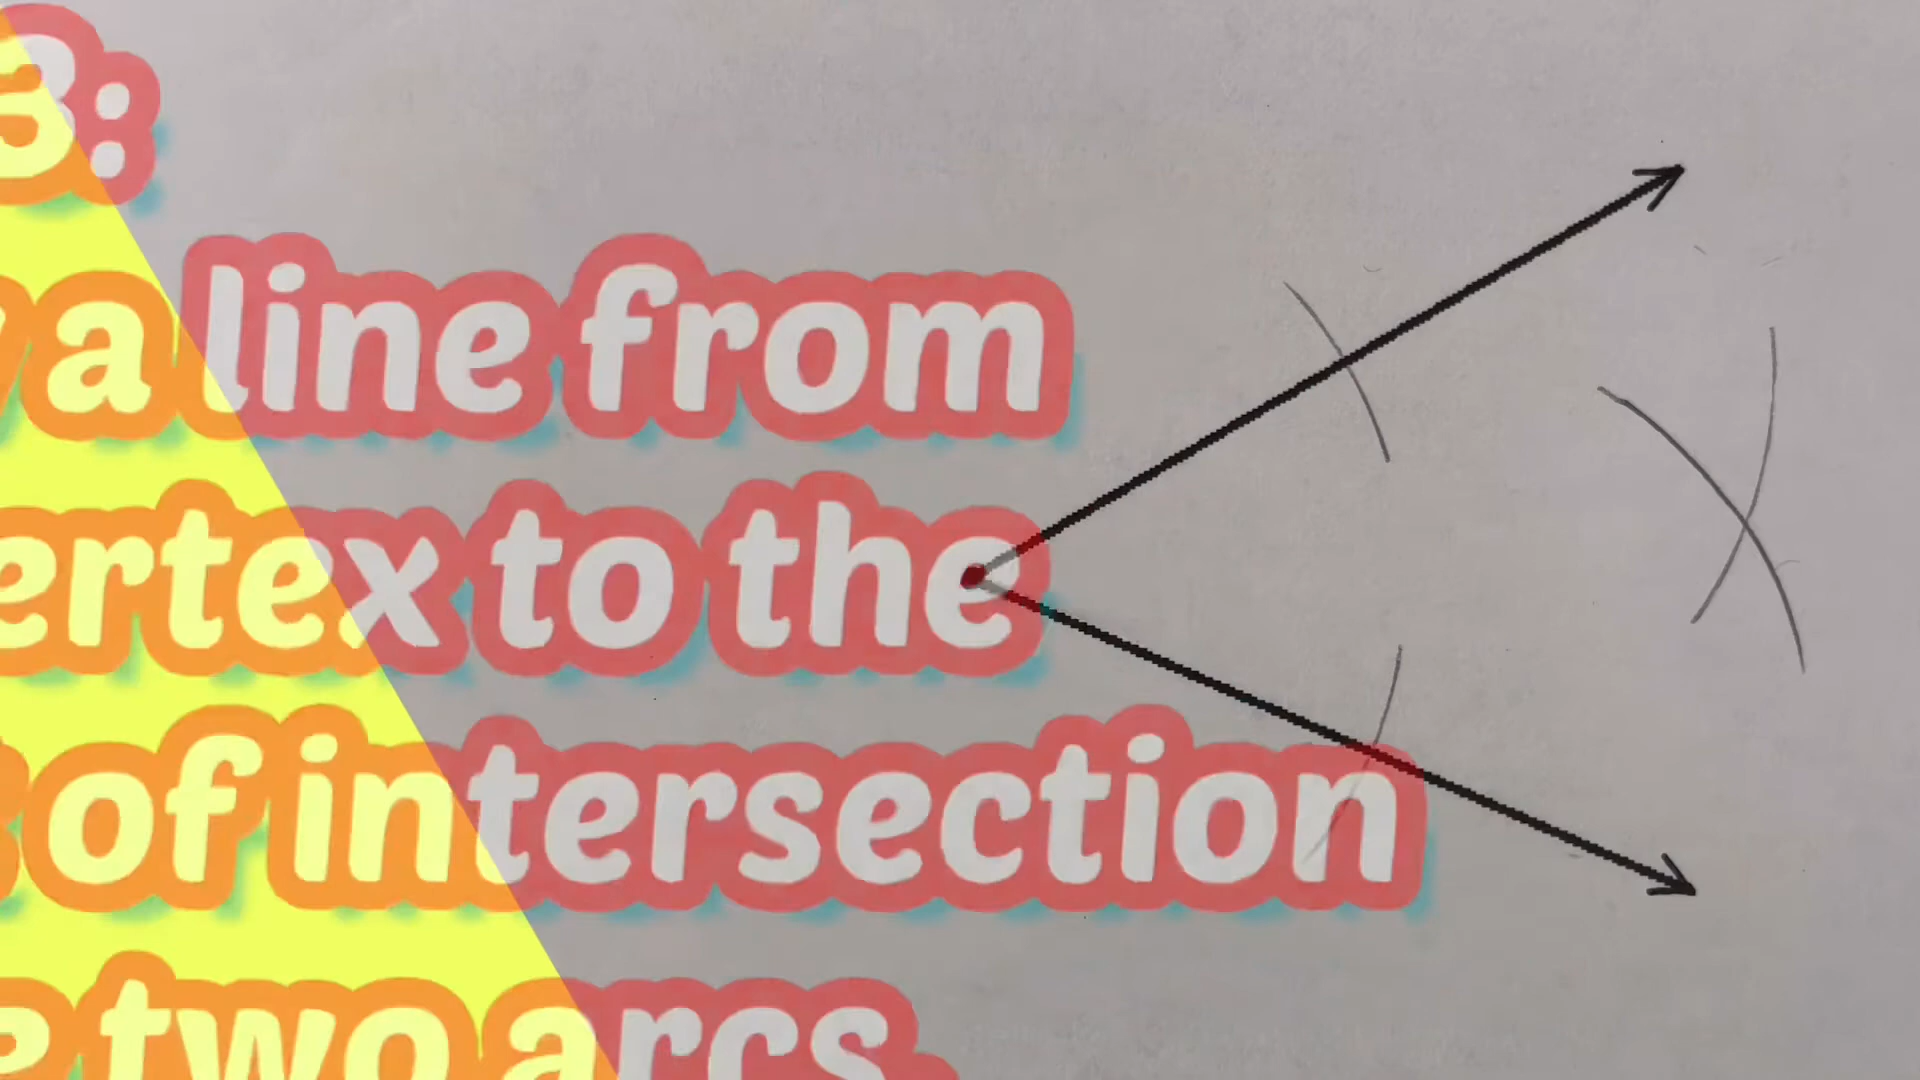 3:
a line from
ertex to the
of intersection
two arcs